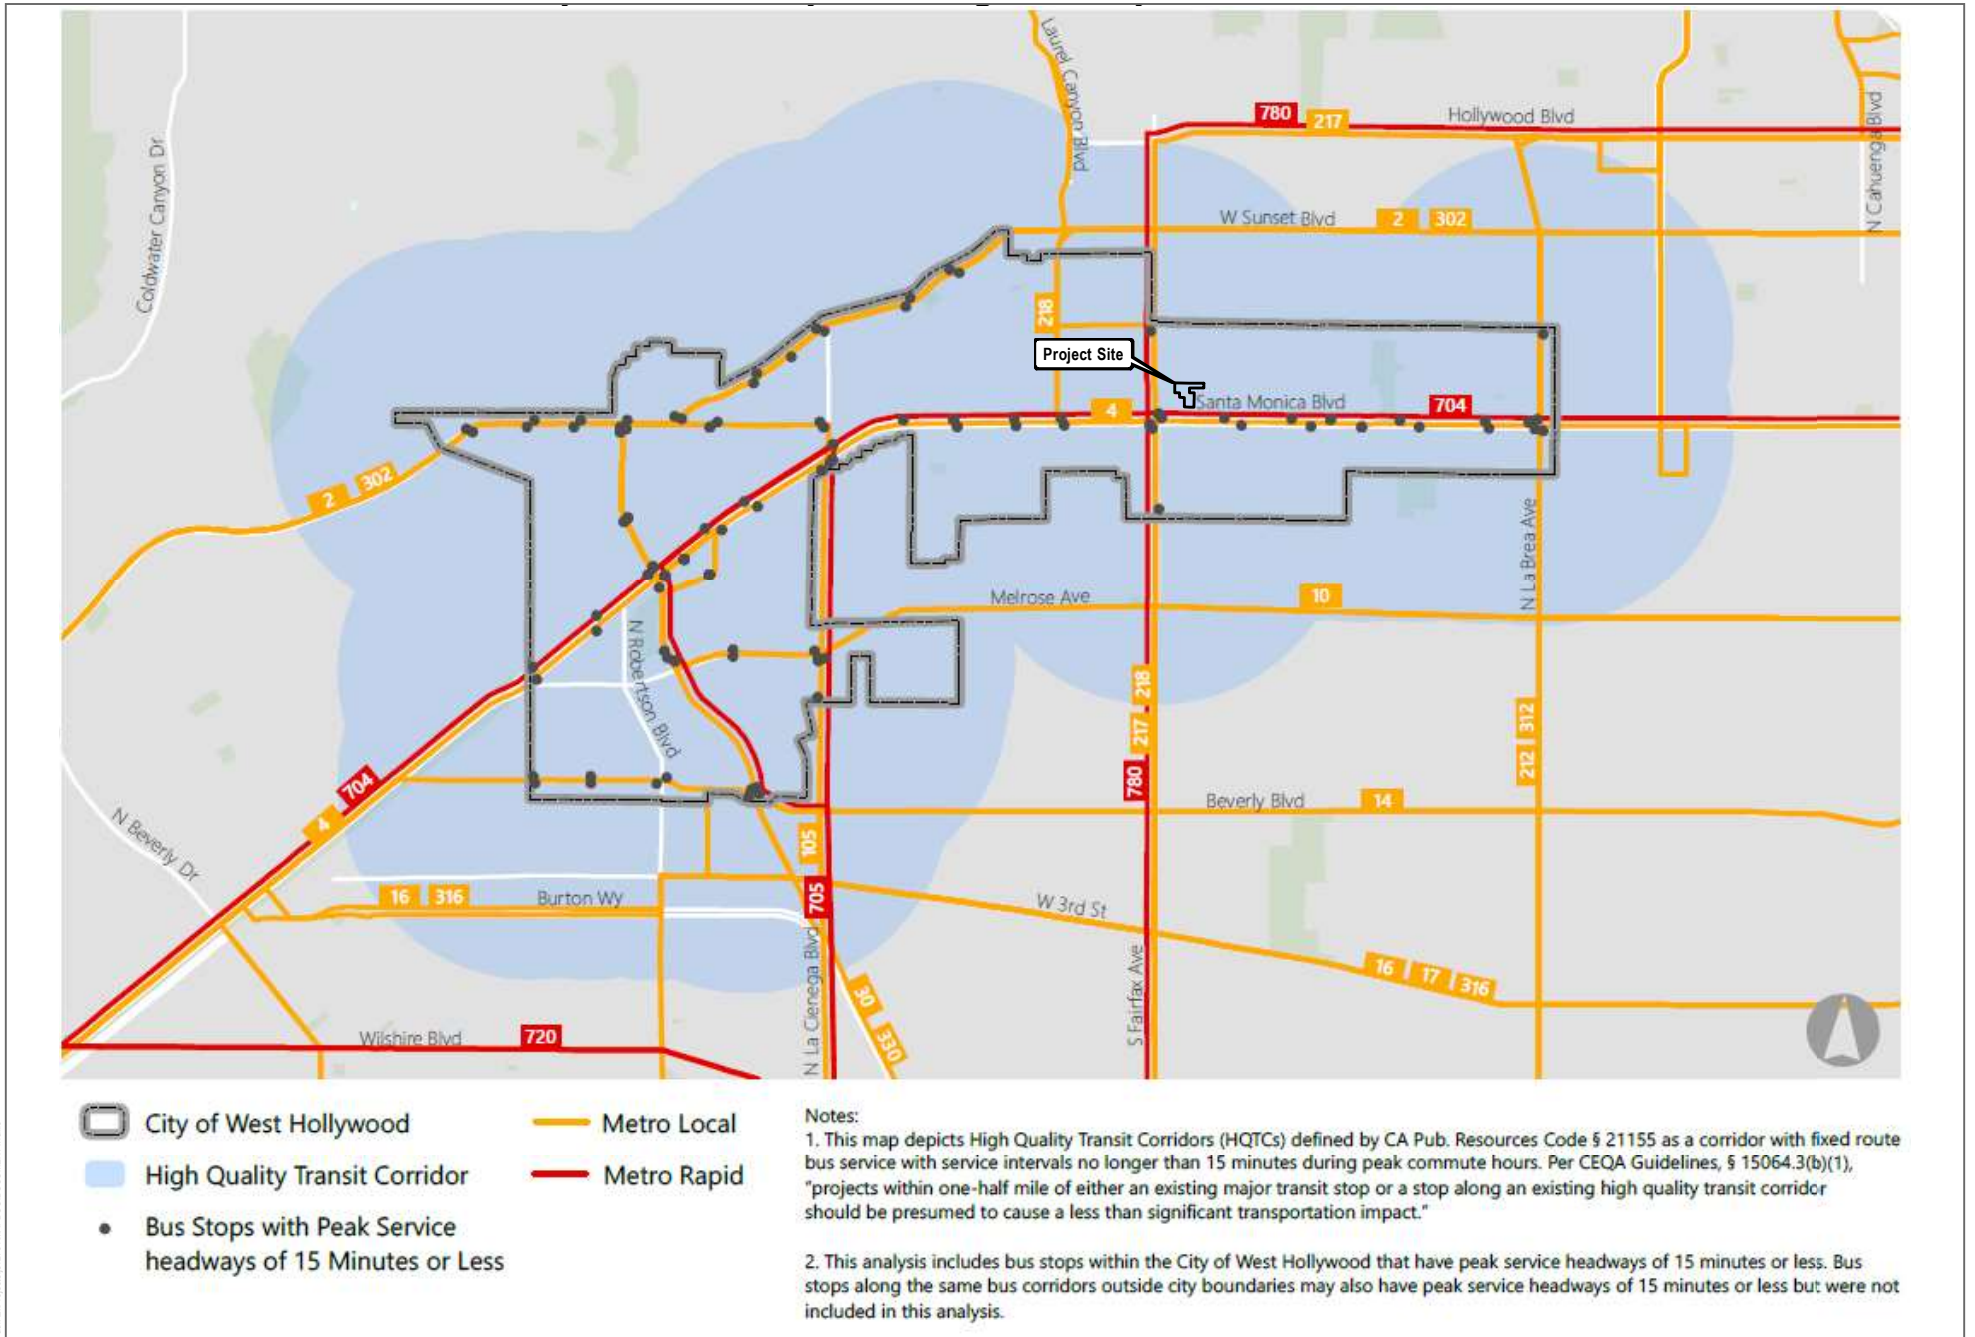 Laurel Canyon Blvd
780
217
Hollywood Blvd
N Cahuenga Blvd
Coldwater Canyon Dr
W Sunset Blvd
2
302
218
Project Site
Santa Monica Blvd
4
704
2
302
N La Brea Ave
Melrose Ave
10
N Robertson Blvd
218
217
780
212
312
704
4
Beverly Blvd
14
N Beverly Dr
105
705
16
316
Burton Wy
W 3rd St
16
17
316
N La Cienega Blvd
30
330
S Fairfax Ave
Wilshire Blvd
720
City of West Hollywood
High Quality Transit Corridor
Bus Stops with Peak Service
headways of 15 Minutes or Less
Metro Local
Metro Rapid
Notes:
1. This map depicts High Quality Transit Corridors (HQTCs) defined by CA Pub. Resources Code § 21155 as a corridor with fixed route
bus service with service intervals no longer than 15 minutes during peak commute hours. Per CEQA Guidelines, § 15064.3(b)(1),
"projects within one-half mile of either an existing major transit stop or a stop along an existing high quality transit corridor
should be presumed to cause a less than significant transportation impact."
2. This analysis includes bus stops within the City of West Hollywood that have peak service headways of 15 minutes or less. Bus
stops along the same bus corridors outside city boundaries may also have peak service headways of 15 minutes or less but were not
included in this analysis.